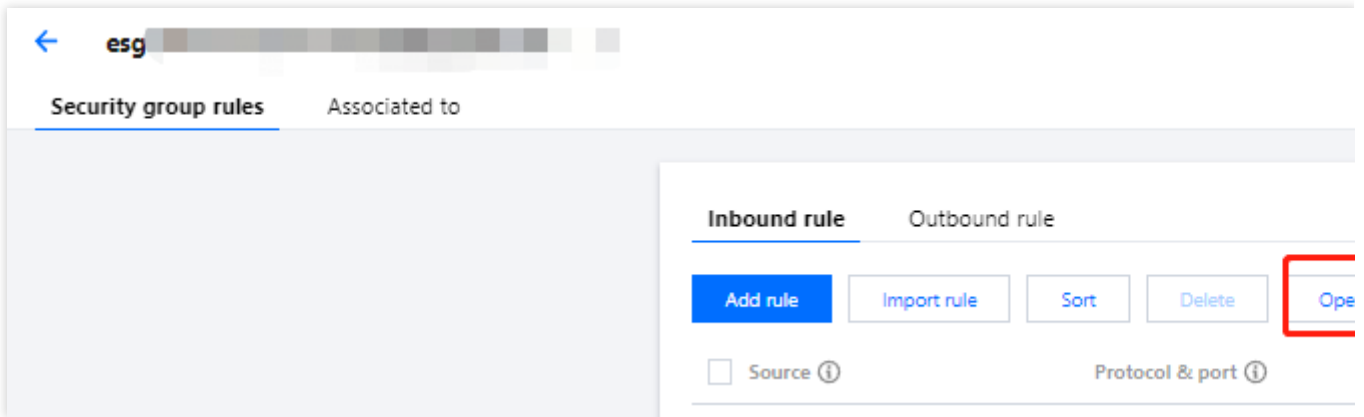 esg
Security group rules Associated to
Inbound rule Outbound rule
Add rule Import rule Sort Delete Ope
Source Protocol & port